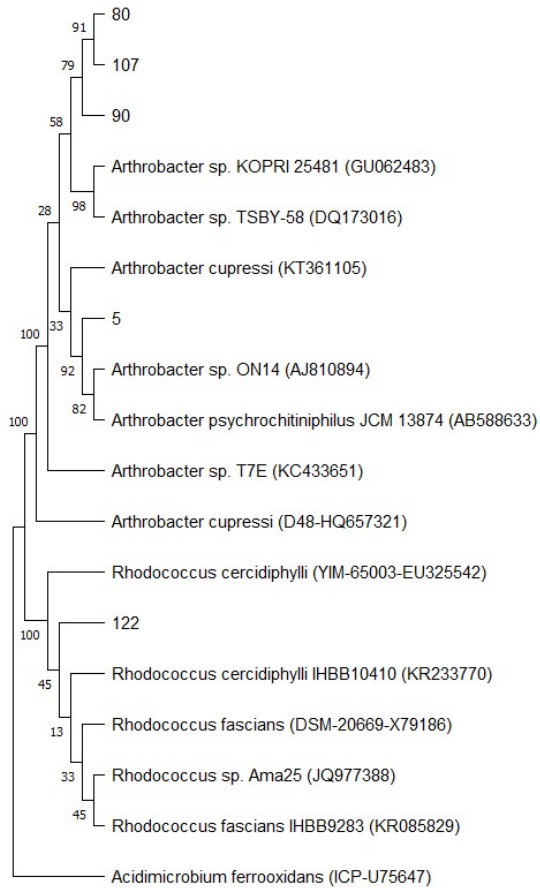 80
91
79
107
90
58
Arthrobacter sp. KOPRI 25481 (GU062483)
98
28
Arthrobacter sp. TSBY-58 (DQ173016)
Arthrobacter cupressi (KT361105)
33
5
100
92
Arthrobacter sp. ON14 (AJ810894)
82
Arthrobacter psychrochitiniphilus JCM 13874 (AB588633)
100
Arthrobacter sp. T7E (KC433651)
Arthrobacter cupressi (D48-HQ657321)
Rhodococcus cercidiphylli (YIM-65003-EU325542)
122
100
45
Rhodococcus cercidiphylli IHBB10410 (KR233770)
13
Rhodococcus fascians (DSM-20669-X79186)
33
Rhodococcus sp. Ama25 (JQ977388)
45
Rhodococcus fascians IHBB9283 (KR085829)
Acidimicrobium ferrooxidans (ICP-U75647)